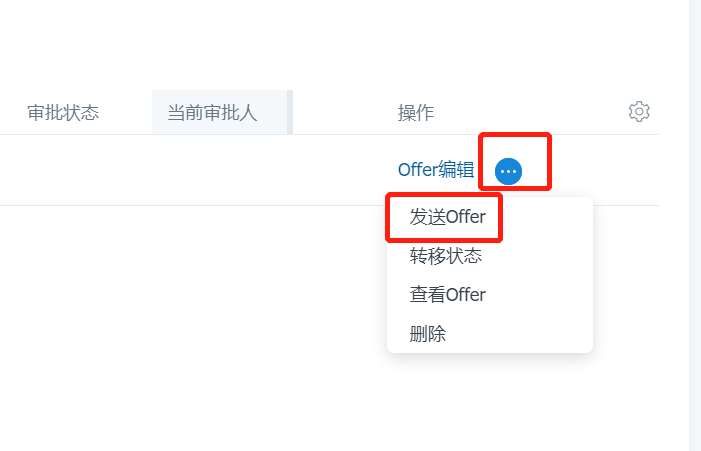 审批状态 当前审批人 操作
Offer编辑
发送Offer
转移状态
查看Offer
删除